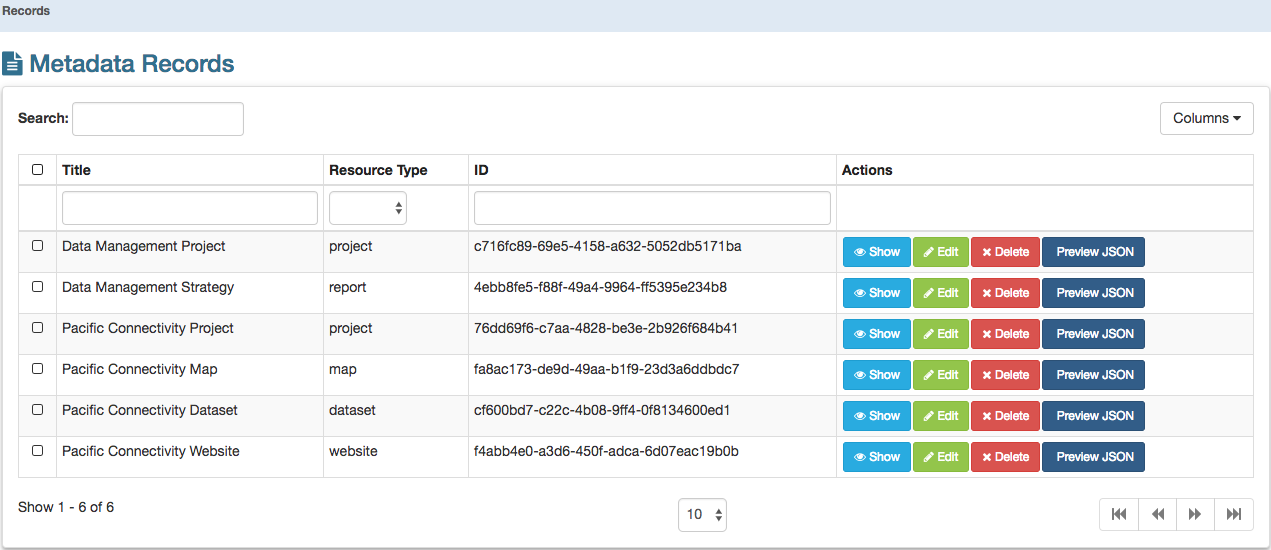 Records
Metadata Records
Search:
Columns
Title Resource Type ID Actions
Data Management Project project c716fc89-69e5-4158-a632-5052db5171ba Show Edit Delete Preview JSON
Data Management Strategy report 4ebb8fe5-f88f-49a4-9964-ff5395e234b8 Show Edit Delete Preview JSON
Pacific Connectivity Project project 76dd69f6-c7aa-4828-be3e-2b926f684b41 Show Edit Delete Preview JSON
Pacific Connectivity Map map fa8ac173-de9d-49aa-b1f9-23d3a6ddbdc7 Show Edit Delete Preview JSON
Pacific Connectivity Dataset dataset cf600bd7-c22c-4b08-9ff4-0f8134600ed1 Show Edit Delete Preview JSON
Pacific Connectivity Website website f4abb4e0-a3d6-450f-adca-6d07eac19b0b Show Edit Delete Preview JSON
Show 1 - 6 of 6
10